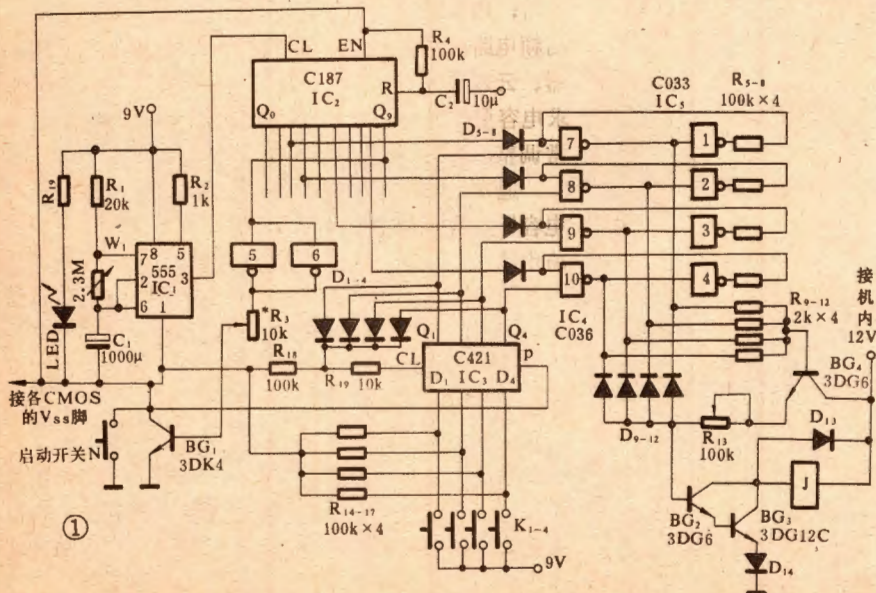 CL
EN
R₄
100k
C187
IC₂
R
C₂
10μ
Q₀
Q₉
9V
R₁₉
R₁
20k
R₂
1k
W₁
2.3M
7
8
5
2
555
3
IC₁
6
1
LED
C₁
1000μ
接各CMOS
的Vss脚
启动开关N
BG₁
3DK4
①
5
6
*R₃
10k
D₁₋₄
R₁₈
100k
R₁₉
10k
Q₁
Q₄
CL
C421
p
D₁
IC₃
D₄
R₁₄₋₁₇
100k×4
K₁₋₄
9V
D₅₋₈
C033
IC₅
R₅₋₈
100k×4
7
1
8
2
9
3
10
4
IC₄
C036
R₉₋₁₂
2k×4
接
机
内
12V
BG₄
3DG6
D₉₋₁₂
R₁₃
100k
D₁₃
J
BG₂
3DG6
BG₃
3DG12C
D₁₄